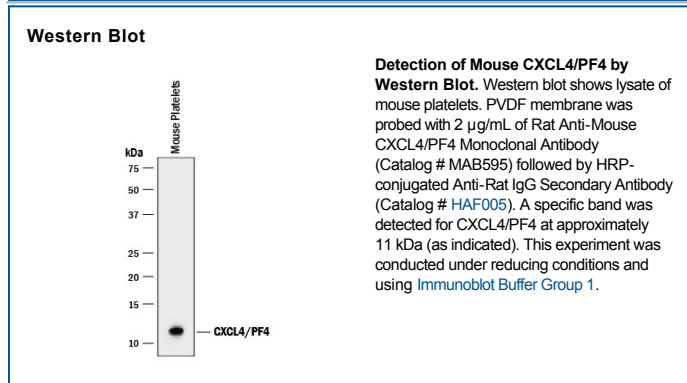 Western Blot
Mouse Platelets
kDa
75
50
37
25
20
15
10
CXCL4/PF4
Detection of Mouse CXCL4/PF4 by
Western Blot. Western blot shows lysate of
mouse platelets. PVDF membrane was
probed with 2 µg/mL of Rat Anti-Mouse
CXCL4/PF4 Monoclonal Antibody
(Catalog # MAB595) followed by HRP-
conjugated Anti-Rat IgG Secondary Antibody
(Catalog # HAF005). A specific band was
detected for CXCL4/PF4 at approximately
11 kDa (as indicated). This experiment was
conducted under reducing conditions and
using Immunoblot Buffer Group 1.